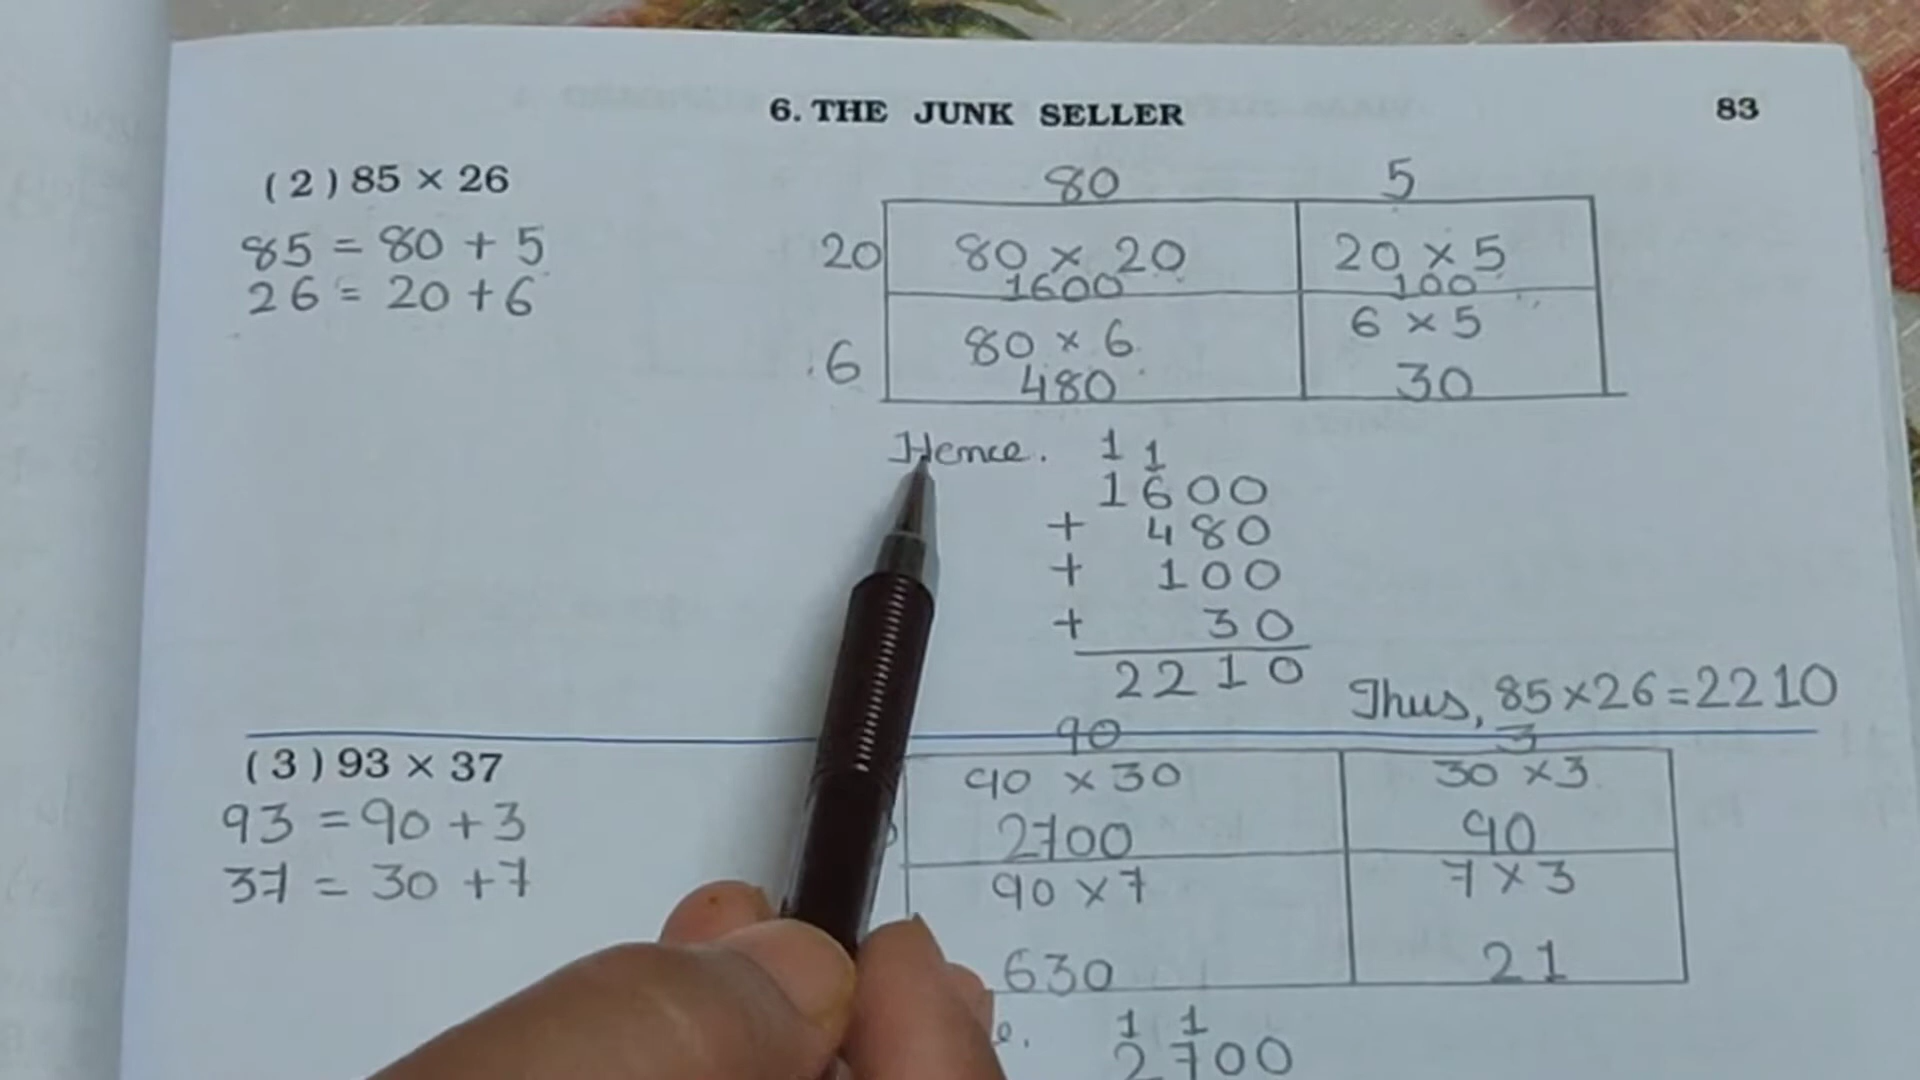 6. THE JUNK SELLER 83
(2) 85 × 26
85 = 80 + 5
26 = 20 + 6
80 5
20 80 × 20 20 × 5
1600 100
6 80 × 6 6 × 5
480 30
Hence. 1 1
1600
+ 480
+ 100
+ 30
2210
Thus, 85×26=2210
(3) 93 × 37
93 = 90 + 3
37 = 30 + 7
90 3
90 × 30 30 × 3
2700 90
90 × 7 7 × 3
630 21
1 1
2700